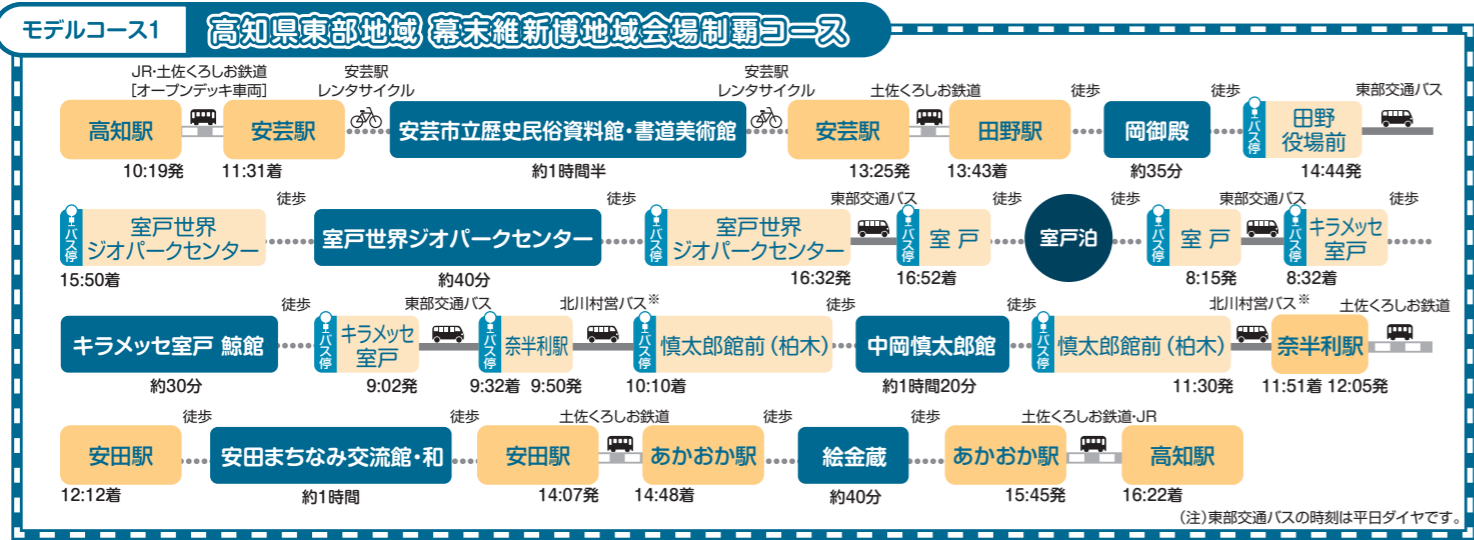 モデルコース1
高知県東部地域 幕末維新博地域会場制覇コース
JR・土佐くろしお鉄道
[オープンデッキ車両]
安芸駅
レンタサイクル
安芸駅
レンタサイクル
土佐くろしお鉄道
徒歩
徒歩
東部交通バス
高知駅
安芸駅
安芸市立歴史民俗資料館・書道美術館
安芸駅
田野駅
岡御殿
バス停
田野
役場前
10:19発
11:31着
約1時間半
13:25発
13:43着
約35分
14:44発
徒歩
徒歩
東部交通バス
徒歩
徒歩
東部交通バス
徒歩
バス停
室戸世界
ジオパークセンター
室戸世界ジオパークセンター
バス停
室戸世界
ジオパークセンター
バス停
室戸
室戸泊
バス停
室戸
バス停
キラメッセ
室戸
15:50着
約40分
16:32発
16:52着
8:15発
8:32着
徒歩
東部交通バス
北川村営バス※
徒歩
徒歩
北川村営バス※
土佐くろしお鉄道
キラメッセ室戸 鯨館
バス停
キラメッセ
室戸
バス停
奈半利駅
バス停
慎太郎館前(柏木)
中岡慎太郎館
バス停
慎太郎館前(柏木)
奈半利駅
約30分
9:02発
9:32着 9:50発
10:10着
約1時間20分
11:30発
11:51着 12:05発
徒歩
徒歩
土佐くろしお鉄道
徒歩
徒歩
土佐くろしお鉄道・JR
安田駅
安田まちなみ交流館・和
安田駅
あかおか駅
絵金蔵
あかおか駅
高知駅
12:12着
約1時間
14:07発
14:48着
約40分
15:45発
16:22着
(注)東部交通バスの時刻は平日ダイヤです。